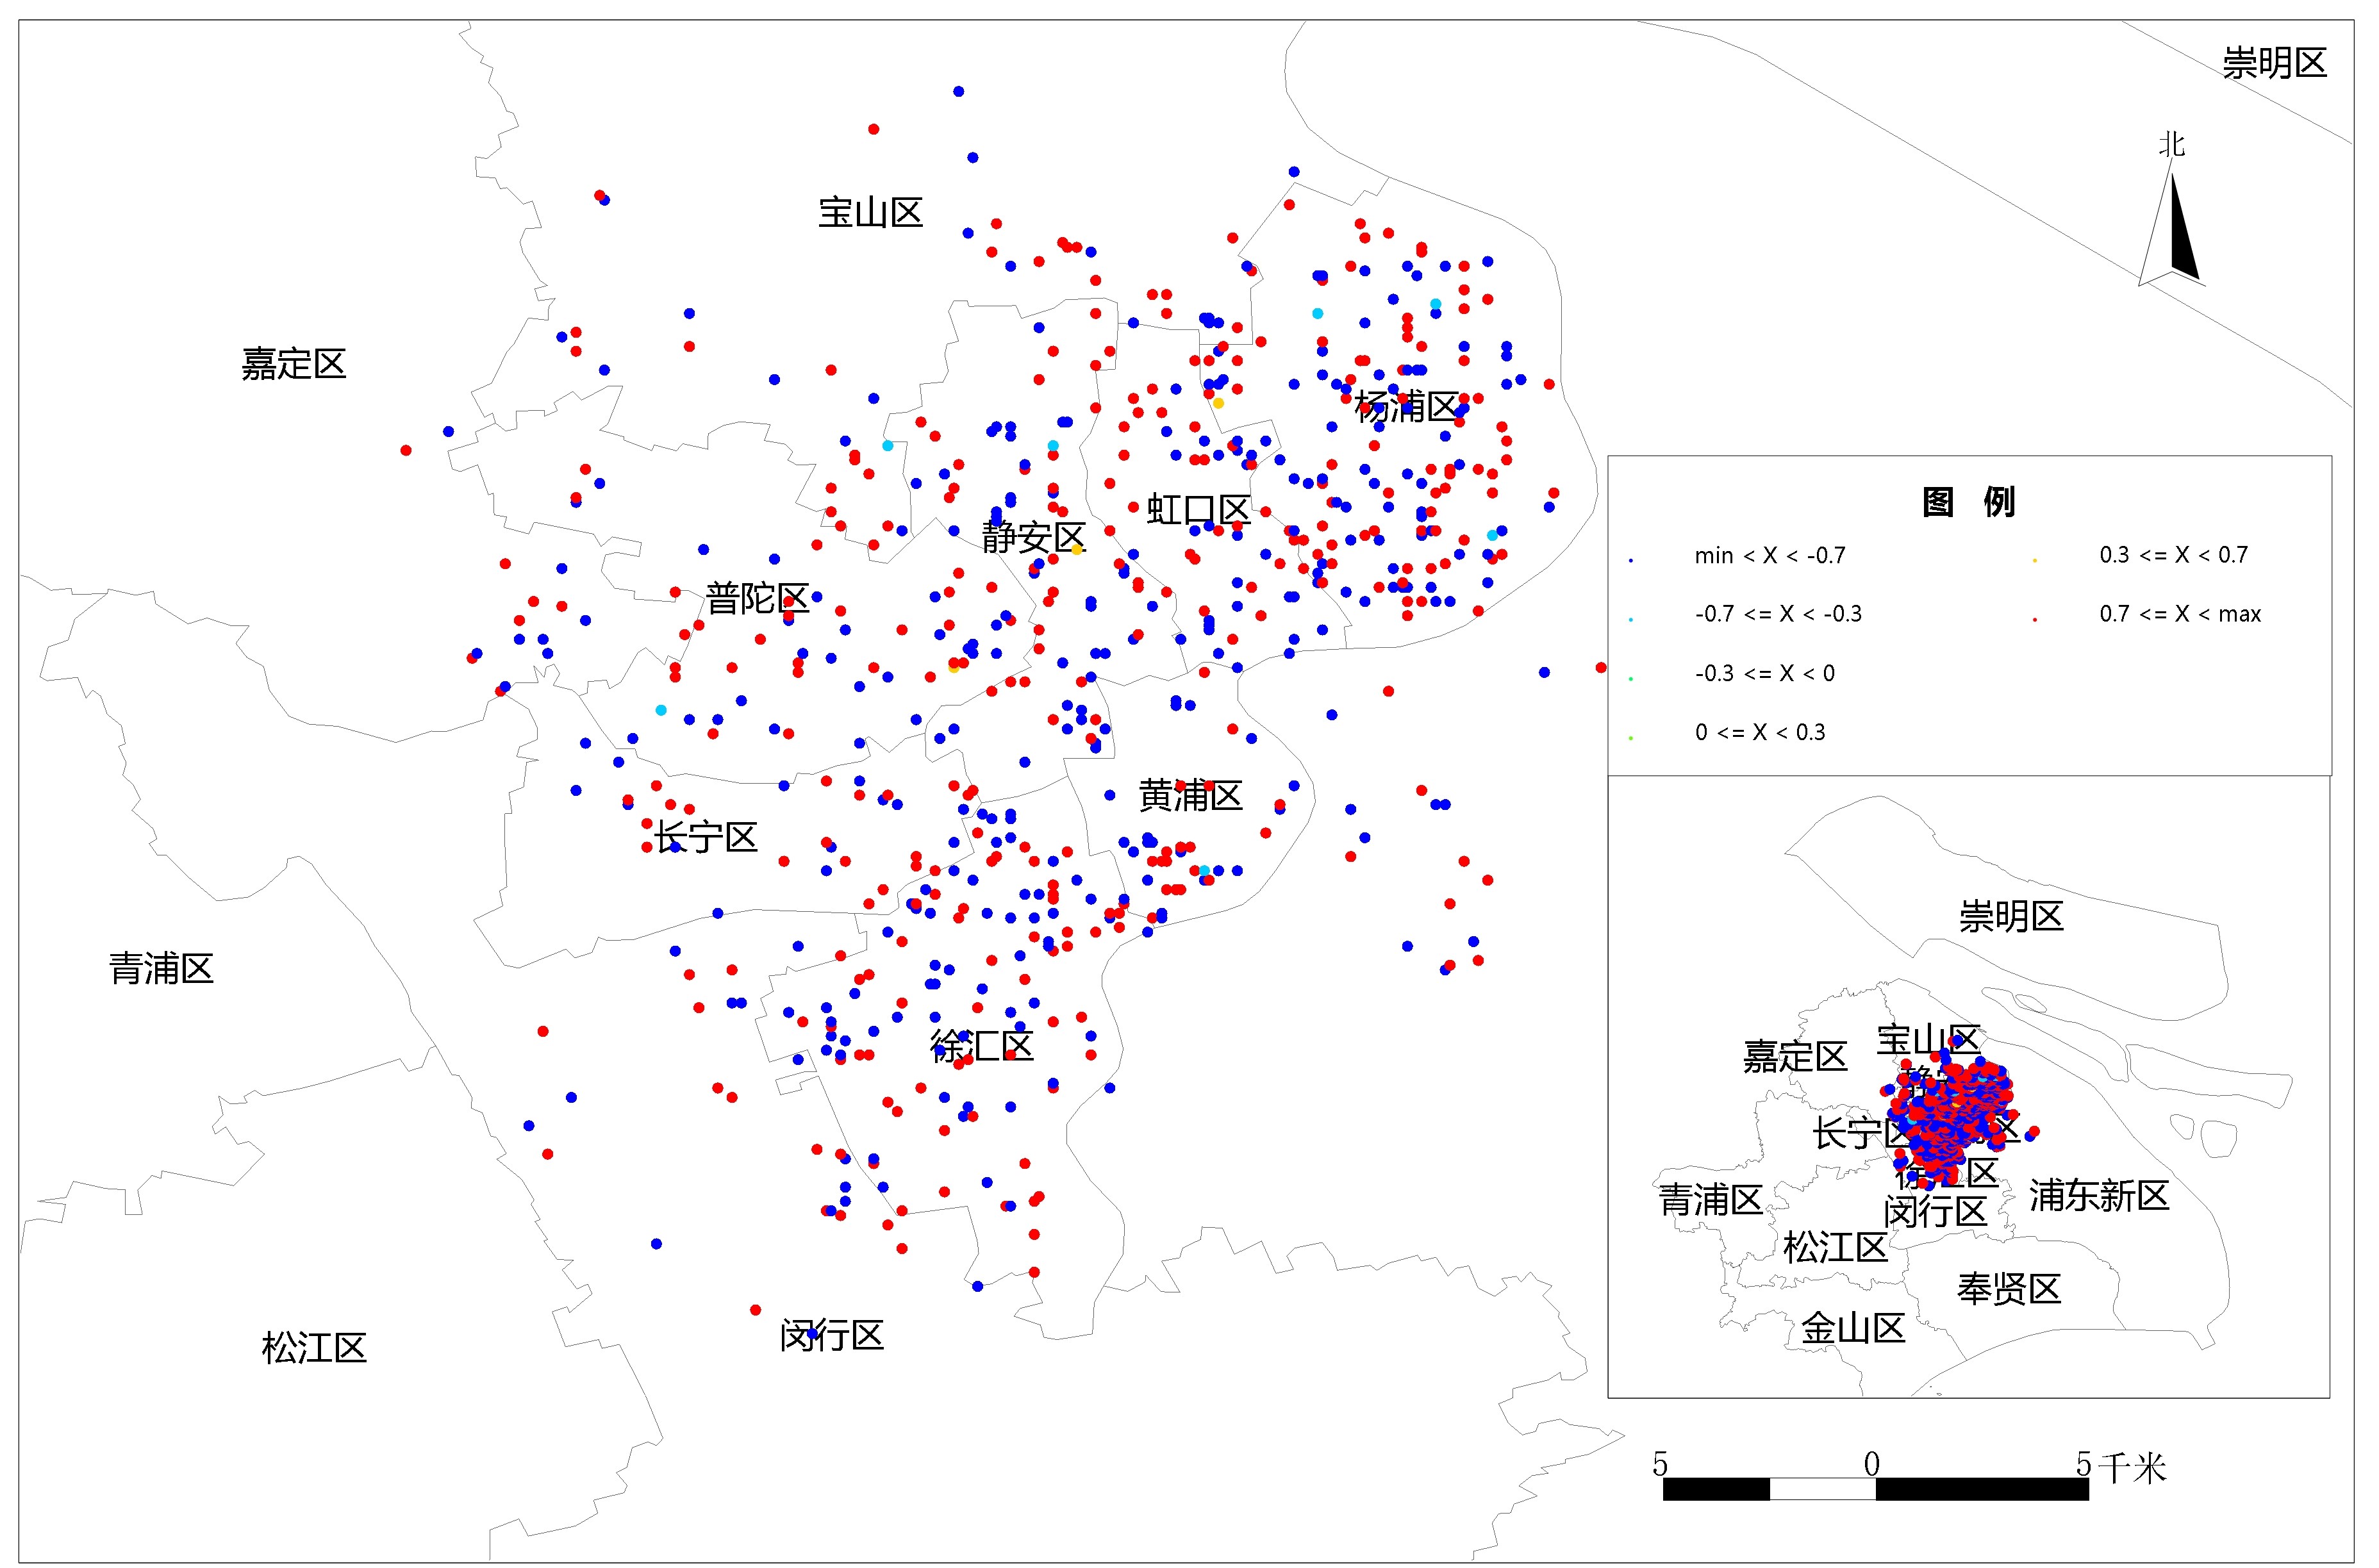 崇明区
北
宝山区
嘉定区
杨浦区
虹口区
静安区
普陀区
黄浦区
长宁区
青浦区
徐汇区
闵行区
松江区
图 例
min < X < -0.7
0.3 <= X < 0.7
-0.7 <= X < -0.3
0.7 <= X < max
-0.3 <= X < 0
0 <= X < 0.3
崇明区
宝山区
嘉定区
长宁区
区
青浦区
浦东新区
闵行区
松江区
奉贤区
金山区
5 0 5千米